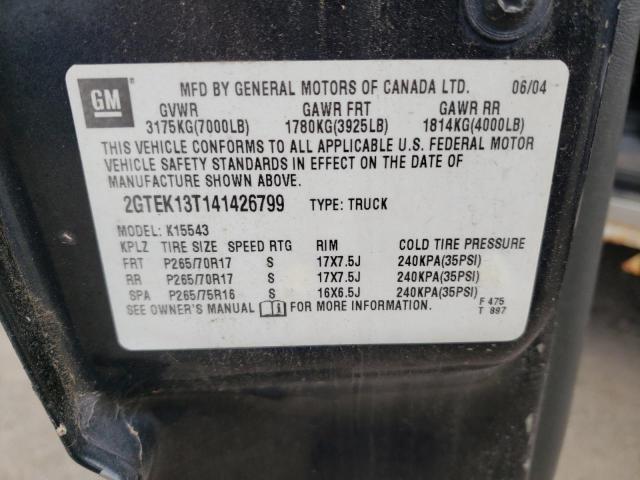 GM
MFD BY GENERAL MOTORS OF CANADA LTD. 06/04
GVWR GAWR FRT GAWR RR
3175KG(7000LB) 1780KG(3925LB) 1814KG(4000LB)
THIS VEHICLE CONFORMS TO ALL APPLICABLE U.S. FEDERAL MOTOR
VEHICLE SAFETY STANDARDS IN EFFECT ON THE DATE OF
MANUFACTURE SHOWN ABOVE.
2GTEK13T141426799 TYPE: TRUCK
MODEL: K15543
KPLZ TIRE SIZE SPEED RTG RIM COLD TIRE PRESSURE
FRT P265/70R17 S 17X7.5J 240KPA(35PSI)
RR P265/70R17 S 17X7.5J 240KPA(35PSI)
SPA P265/75R16 S 16X6.5J 240KPA(35PSI)
SEE OWNER'S MANUAL FOR MORE INFORMATION. F 475
T 897